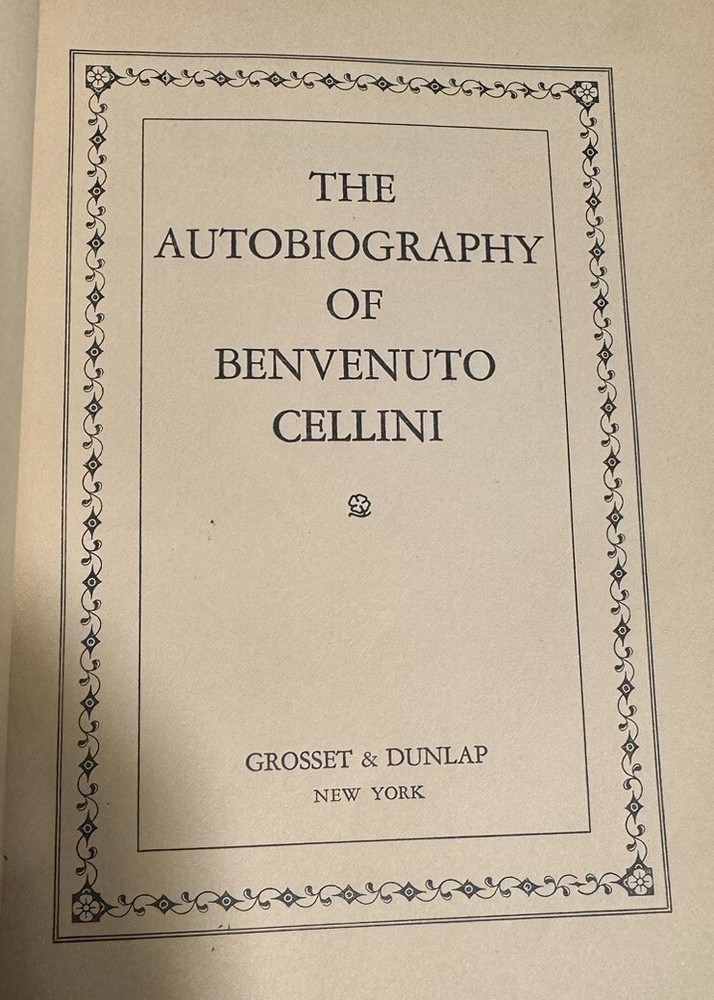 THE
AUTOBIOGRAPHY
OF
BENVENUTO
CELLINI
GROSSET & DUNLAP
NEW YORK